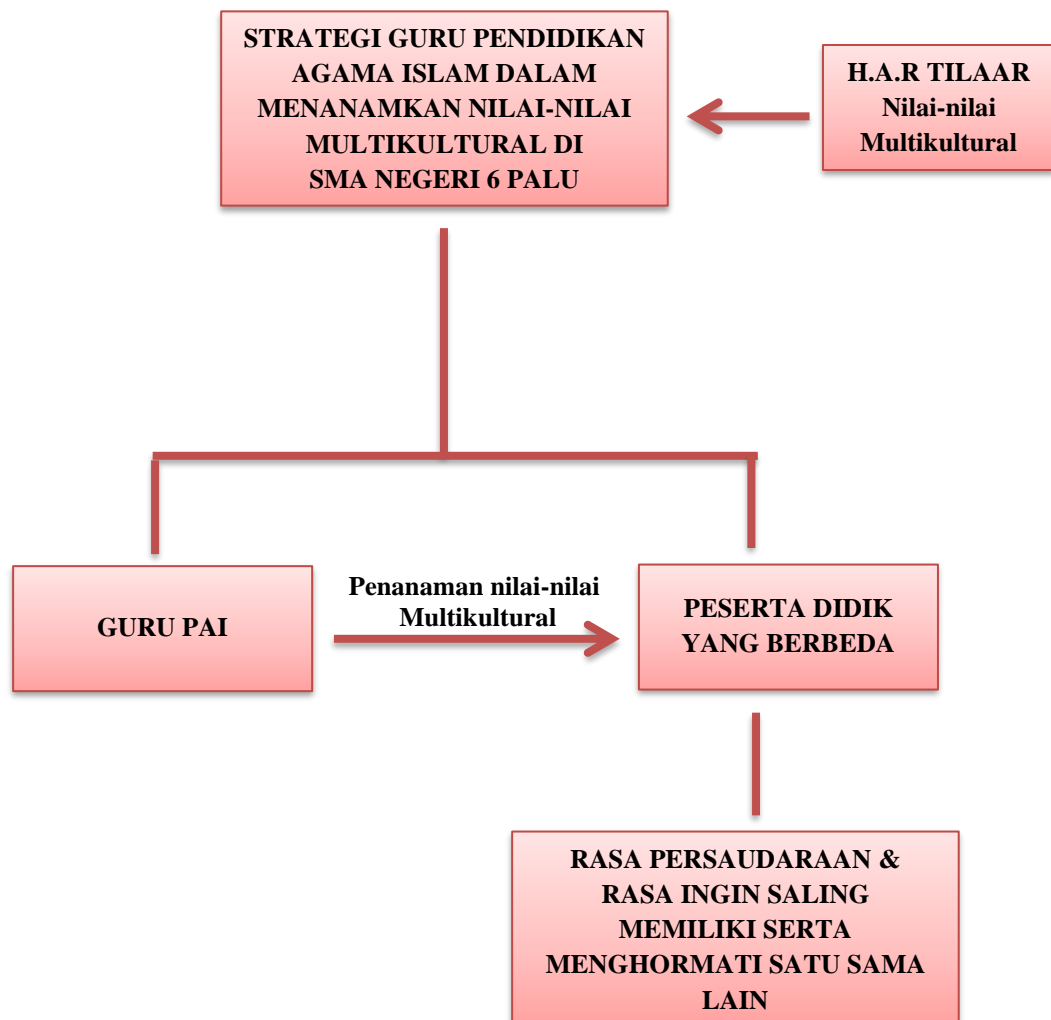 STRATEGI GURU PENDIDIKAN
AGAMA ISLAM DALAM
MENANAMKAN NILAI-NILAI
MULTIKULTURAL DI
SMA NEGERI 6 PALU
H.A.R TILAAR
Nilai-nilai
Multikultural
GURU PAI
Penanaman nilai-nilai
Multikultural
PESERTA DIDIK
YANG BERBEDA
RASA PERSAUDARAAN &
RASA INGIN SALING
MEMILIKI SERTA
MENGHORMATI SATU SAMA
LAIN